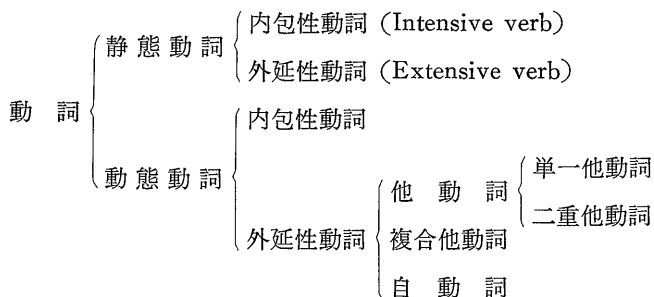 内包性動詞 (Intensive verb)
静態動詞
外延性動詞 (Extensive verb)
動詞
内包性動詞
動態動詞
単一他動詞
他動詞
二重他動詞
外延性動詞
複合他動詞
自動詞